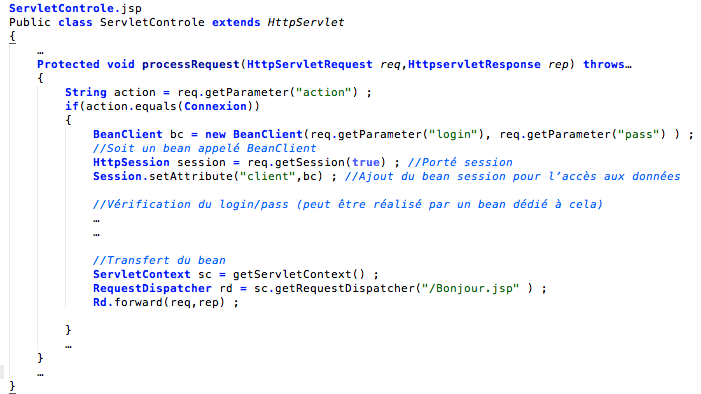 ServletControle.jsp
Public class ServletControle extends HttpServlet
{
…
Protected void processRequest(HttpServletRequest req,HttpservletResponse rep) throws…
{
String action = req.getParameter("action") ;
if(action.equals(Connexion))
{
BeanClient bc = new BeanClient(req.getParameter("login"), req.getParameter("pass") ) ;
//Soit un bean appelé BeanClient
HttpSession session = req.getSession(true) ; //Porté session
Session.setAttribute("client",bc) ; //Ajout du bean session pour l’accès aux données
//Vérification du login/pass (peut être réalisé par un bean dédié à cela)
…
…
//Transfert du bean
ServletContext sc = getServletContext() ;
RequestDispatcher rd = sc.getRequestDispatcher("/Bonjour.jsp" ) ;
Rd.forward(req,rep) ;
}
…
}
…
}